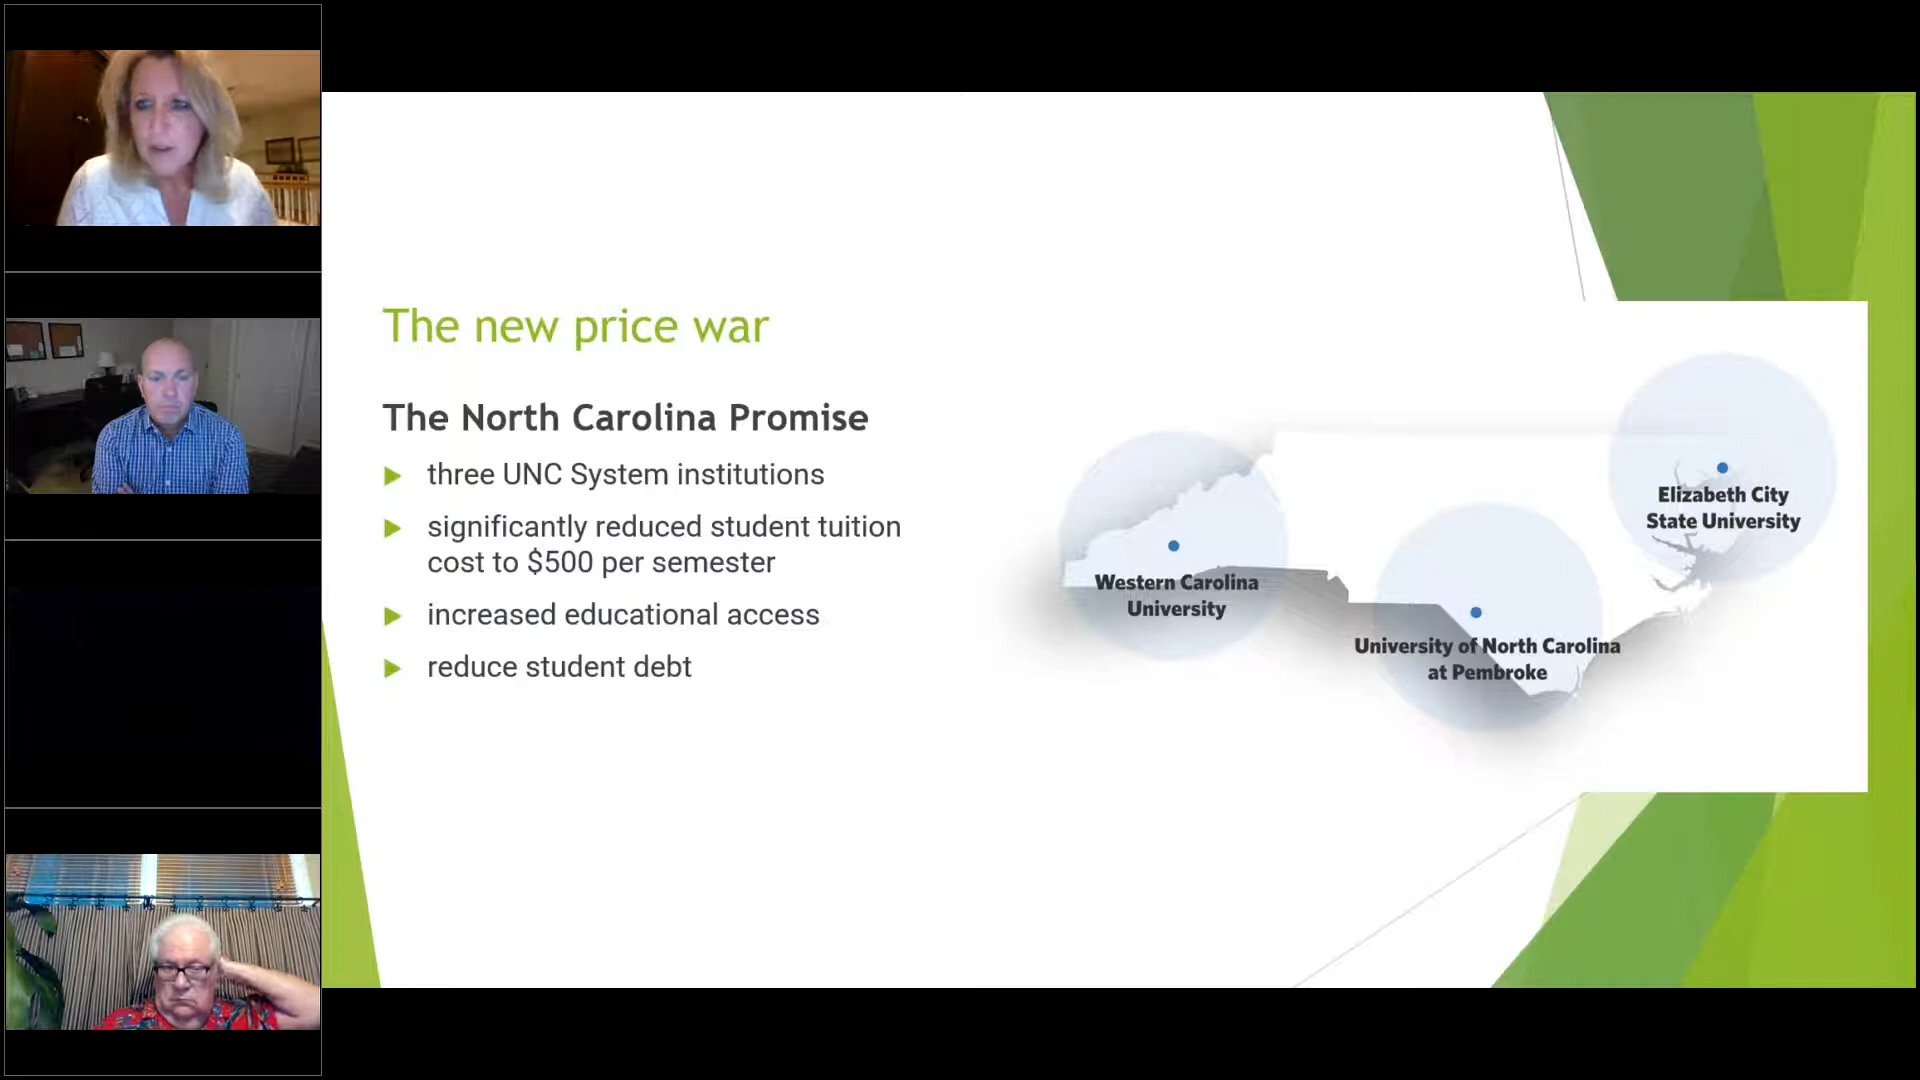 The new price war
The North Carolina Promise
three UNC System institutions
significantly reduced student tuition
cost to $500 per semester
increased educational access
reduce student debt
Elizabeth City
State University
Western Carolina
University
University of North Carolina
at Pembroke